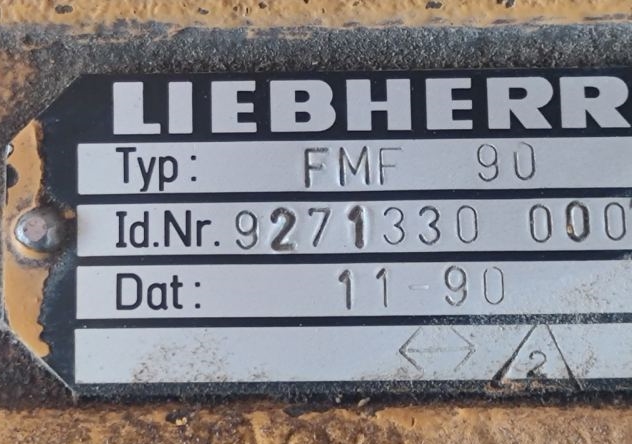 LIEBHERR
Typ: FMF 90
Id.Nr. 9271330 000
Dat: 11-90
2